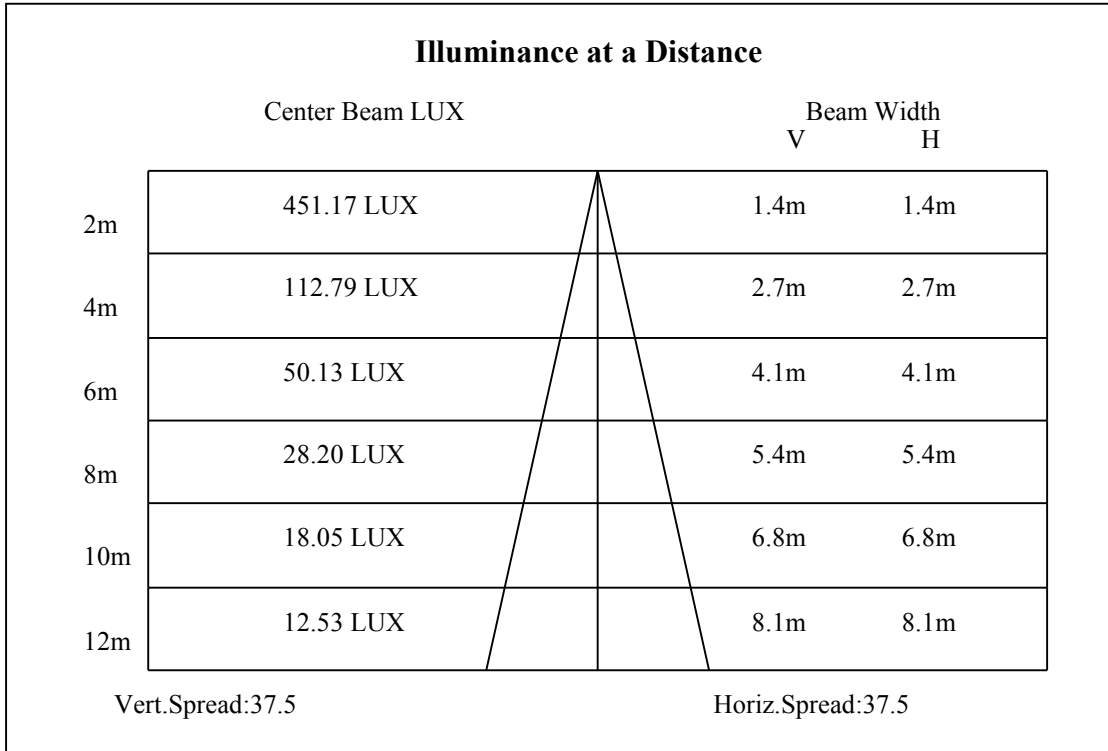 Illuminance at a Distance
Center Beam LUX Beam Width
V H
2m 451.17 LUX 1.4m 1.4m
4m 112.79 LUX 2.7m 2.7m
6m 50.13 LUX 4.1m 4.1m
8m 28.20 LUX 5.4m 5.4m
10m 18.05 LUX 6.8m 6.8m
12m 12.53 LUX 8.1m 8.1m
Vert.Spread:37.5 Horiz.Spread:37.5